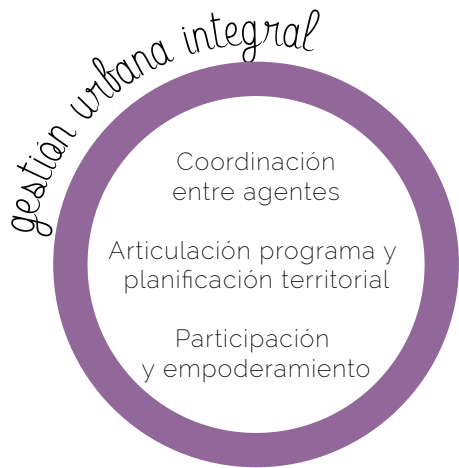 gestión urbana integral
Coordinación
entre agentes
Articulación programa y
planificación territorial
Participación
y empoderamiento